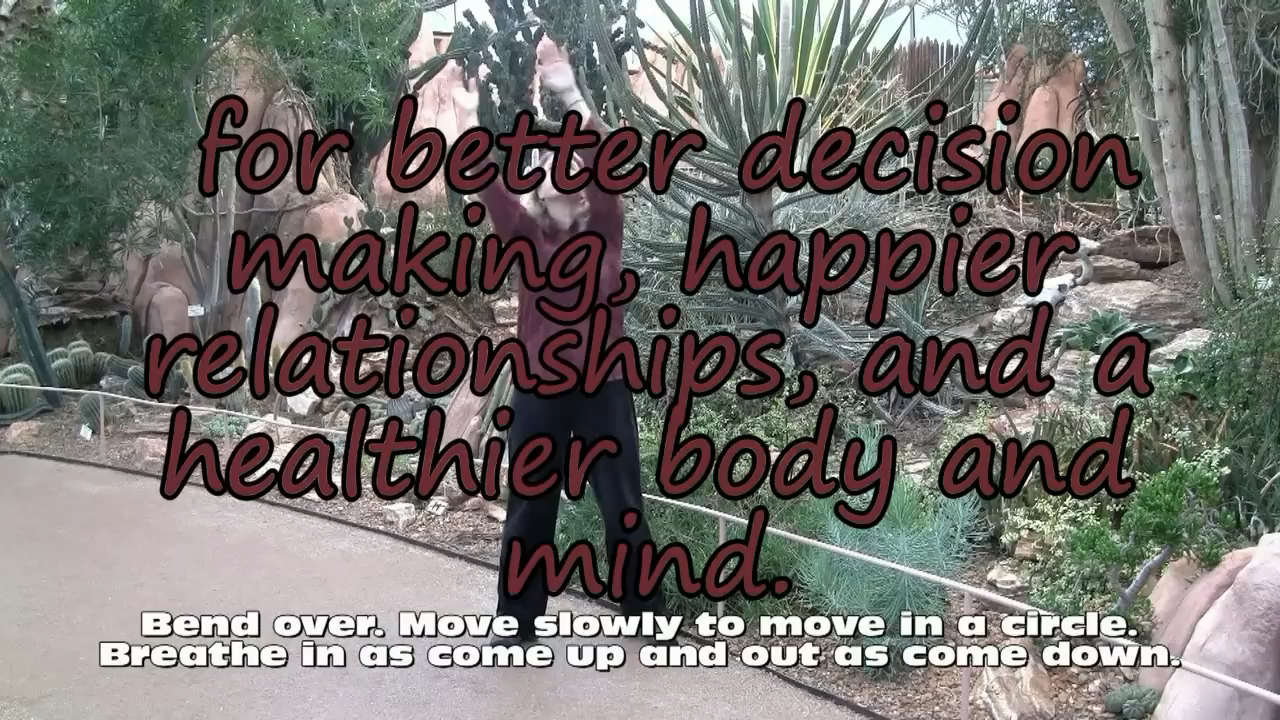 for better decision
making, happier
relationships, and a
healthier body and
mind.
Bend over. Move slowly to move in a circle.
Breathe in as come up and out as come down.